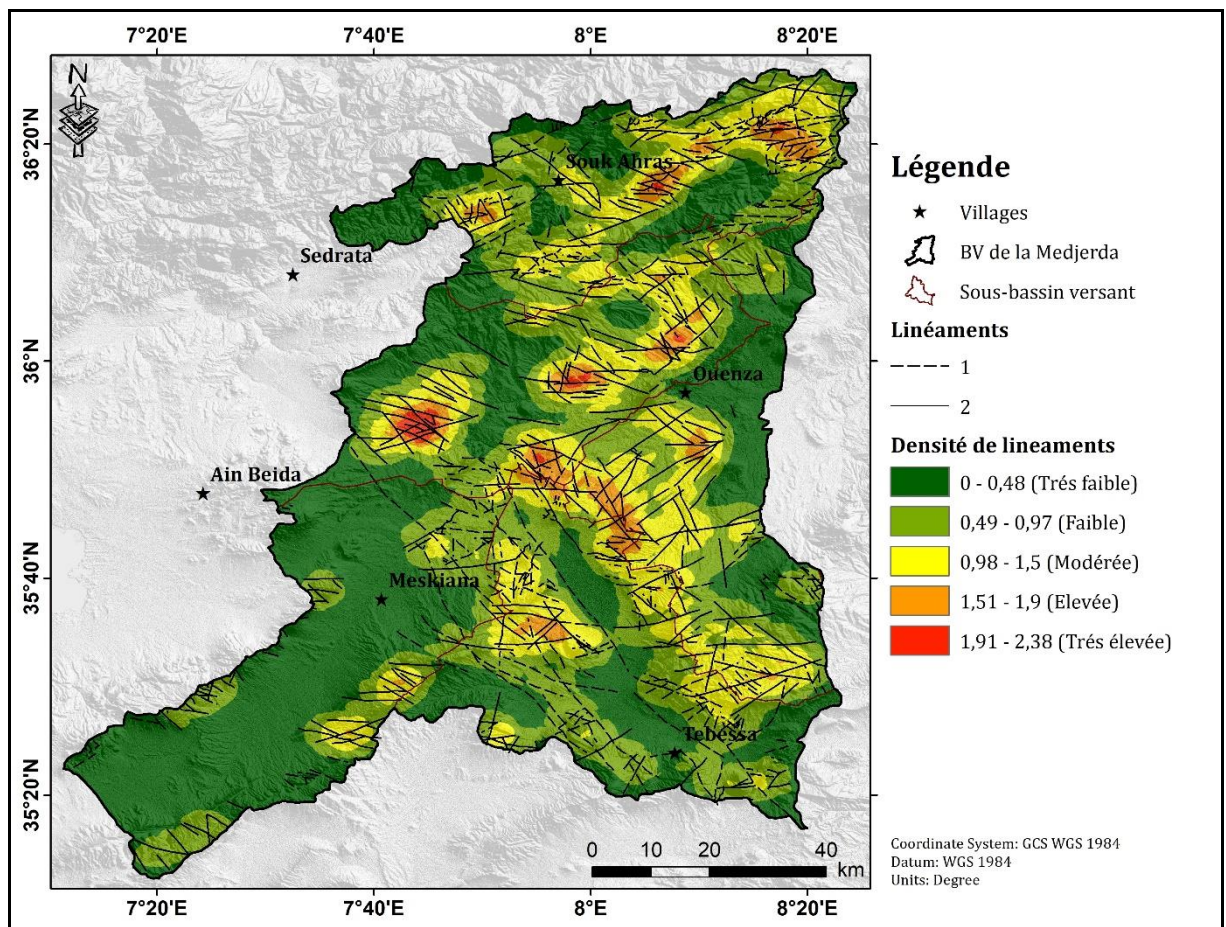 7°20'E 7°40'E 8°E 8°20'E
N
36°20'N
36°N
35°40'N
35°20'N
Souk Ahras
Sedrata
Ouenza
Ain Beida
Meskiana
Tebessa
0 10 20 40
km
7°20'E 7°40'E 8°E 8°20'E
Légende
Villages
BV de la Medjerda
Sous-bassin versant
Linéaments
1
2
Densité de lineaments
0 - 0,48 (Trés faible)
0,49 - 0,97 (Faible)
0,98 - 1,5 (Modérée)
1,51 - 1,9 (Elevée)
1,91 - 2,38 (Trés élevée)
Coordinate System: GCS WGS 1984
Datum: WGS 1984
Units: Degree